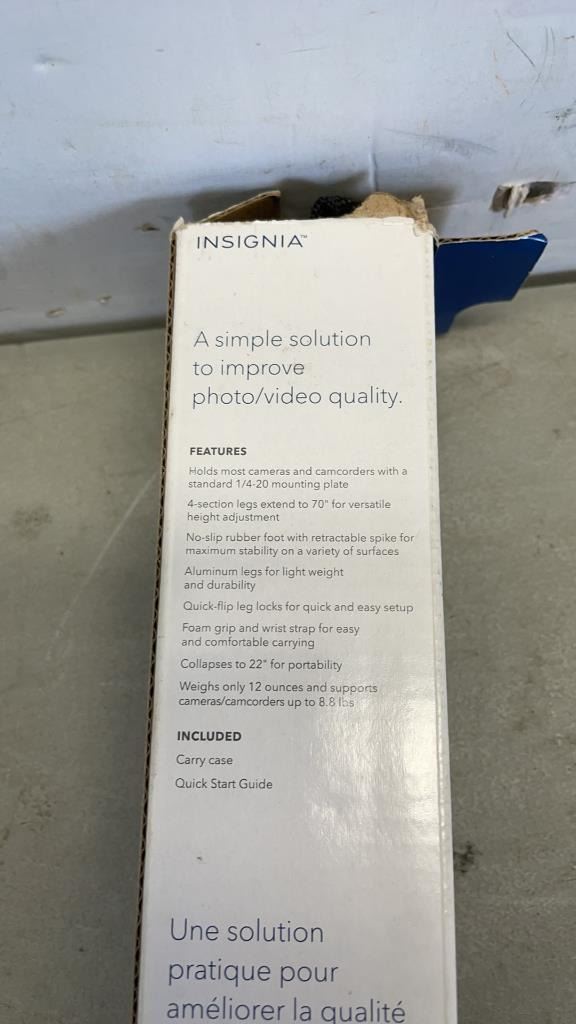 INSIGNIA™
A simple solution
to improve
photo/video quality.
FEATURES
Holds most cameras and camcorders with a
standard 1/4-20 mounting plate
4-section legs extend to 70" for versatile
height adjustment
No-slip rubber foot with retractable spike for
maximum stability on a variety of surfaces
Aluminum legs for light weight
and durability
Quick-flip leg locks for quick and easy setup
Foam grip and wrist strap for easy
and comfortable carrying
Collapses to 22" for portability
Weighs only 12 ounces and supports
cameras/camcorders up to 8.8 lbs
INCLUDED
Carry case
Quick Start Guide
Une solution
pratique pour
améliorer la qualité